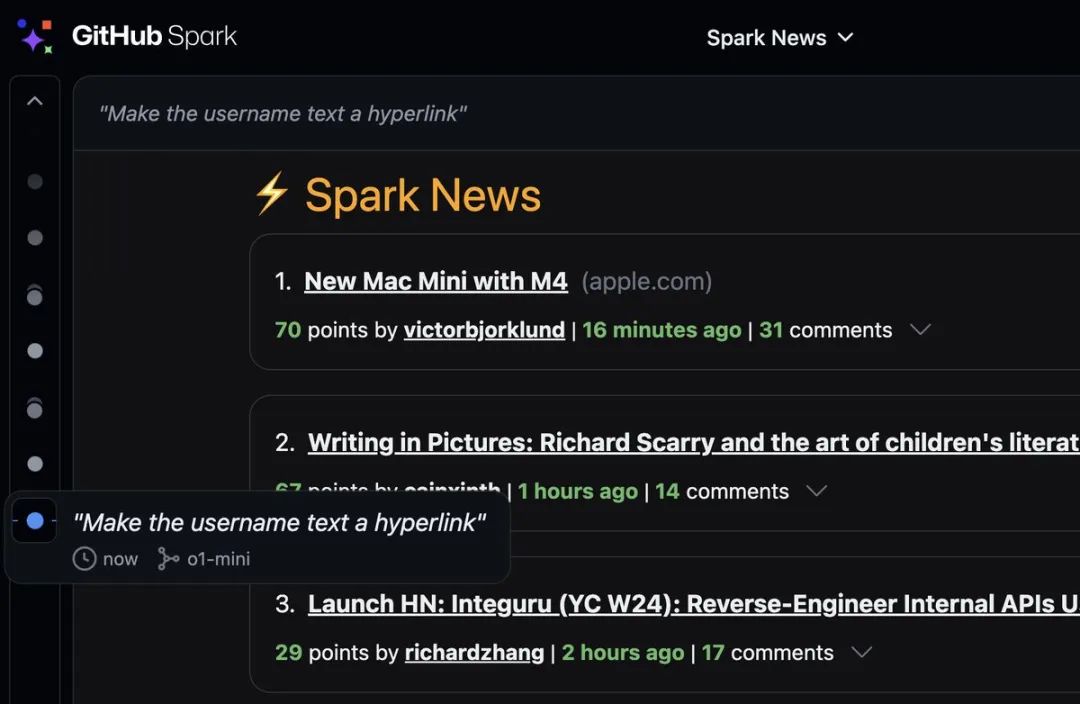 GitHub Spark
Spark News
"Make the username text a hyperlink"
⚡ Spark News
1. New Mac Mini with M4 (apple.com)
70 points by victorbjorklund | 16 minutes ago | 31 comments
2. Writing in Pictures: Richard Scarry and the art of children's literat
67 points by | 1 hours ago | 14 comments
"Make the username text a hyperlink"
now o1-mini
3. Launch HN: Integuru (YC W24): Reverse-Engineer Internal APIs U
29 points by richardzhang | 2 hours ago | 17 comments